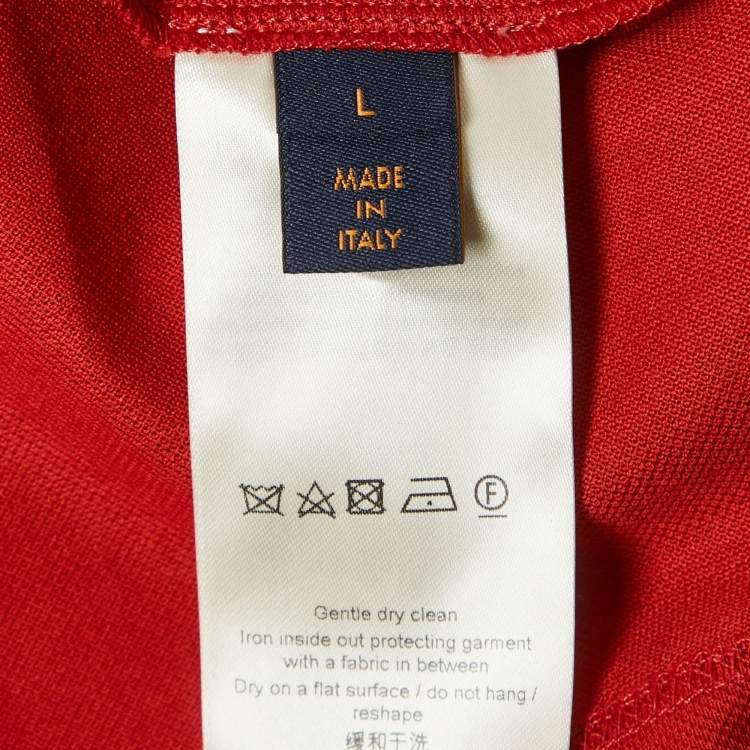 L
MADE
IN
ITALY
F
Gentle dry clean
Iron inside out protecting garment
with a fabric in between
Dry on a flat surface / do not hang /
reshape
缓和干洗